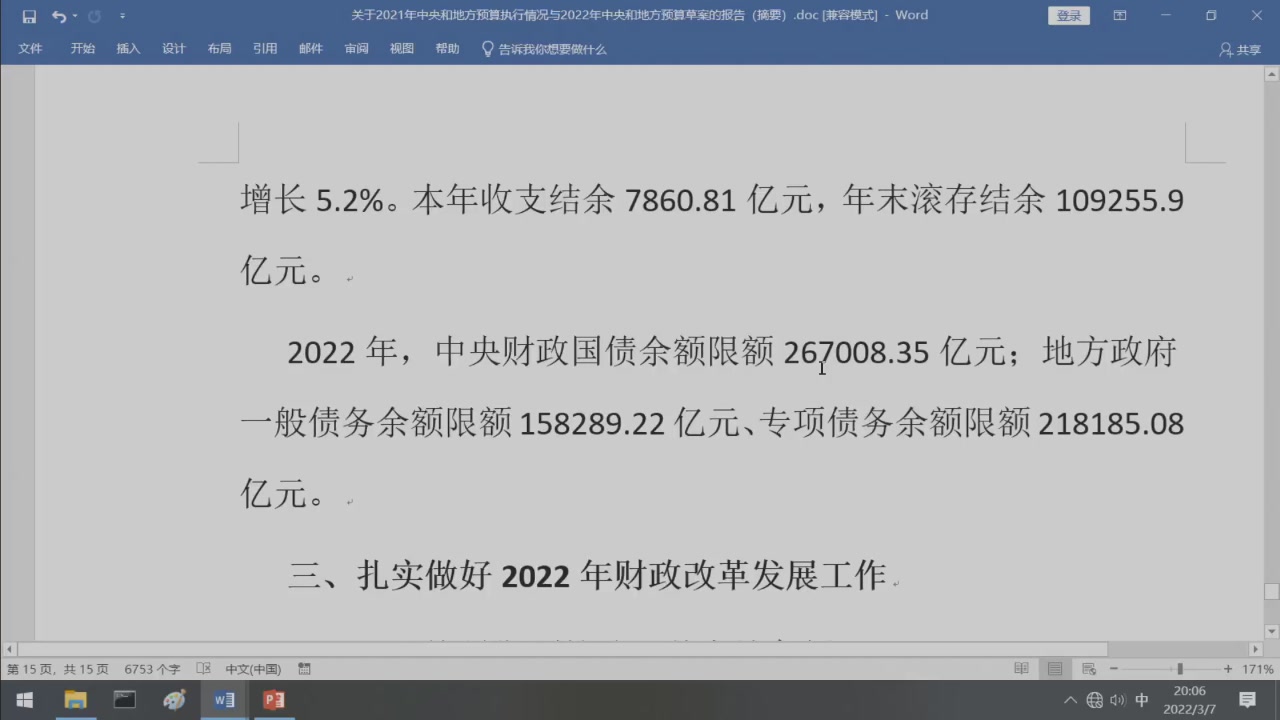 关于2021年中央和地方预算执行情况与2022年中央和地方预算草案的报告（摘要）.doc [兼容模式] - Word
登录
文件 开始 插入 设计 布局 引用 邮件 审阅 视图 帮助 告诉我你想要做什么 共享
增长 5.2%。本年收支结余 7860.81 亿元，年末滚存结余 109255.9
亿元。
2022 年，中央财政国债余额限额 267008.35 亿元；地方政府
一般债务余额限额 158289.22 亿元、专项债务余额限额 218185.08
亿元。
三、扎实做好 2022 年财政改革发展工作
第 15 页，共 15 页 6753 个字 中文(中国) 171%
中 20:06
2022/3/7